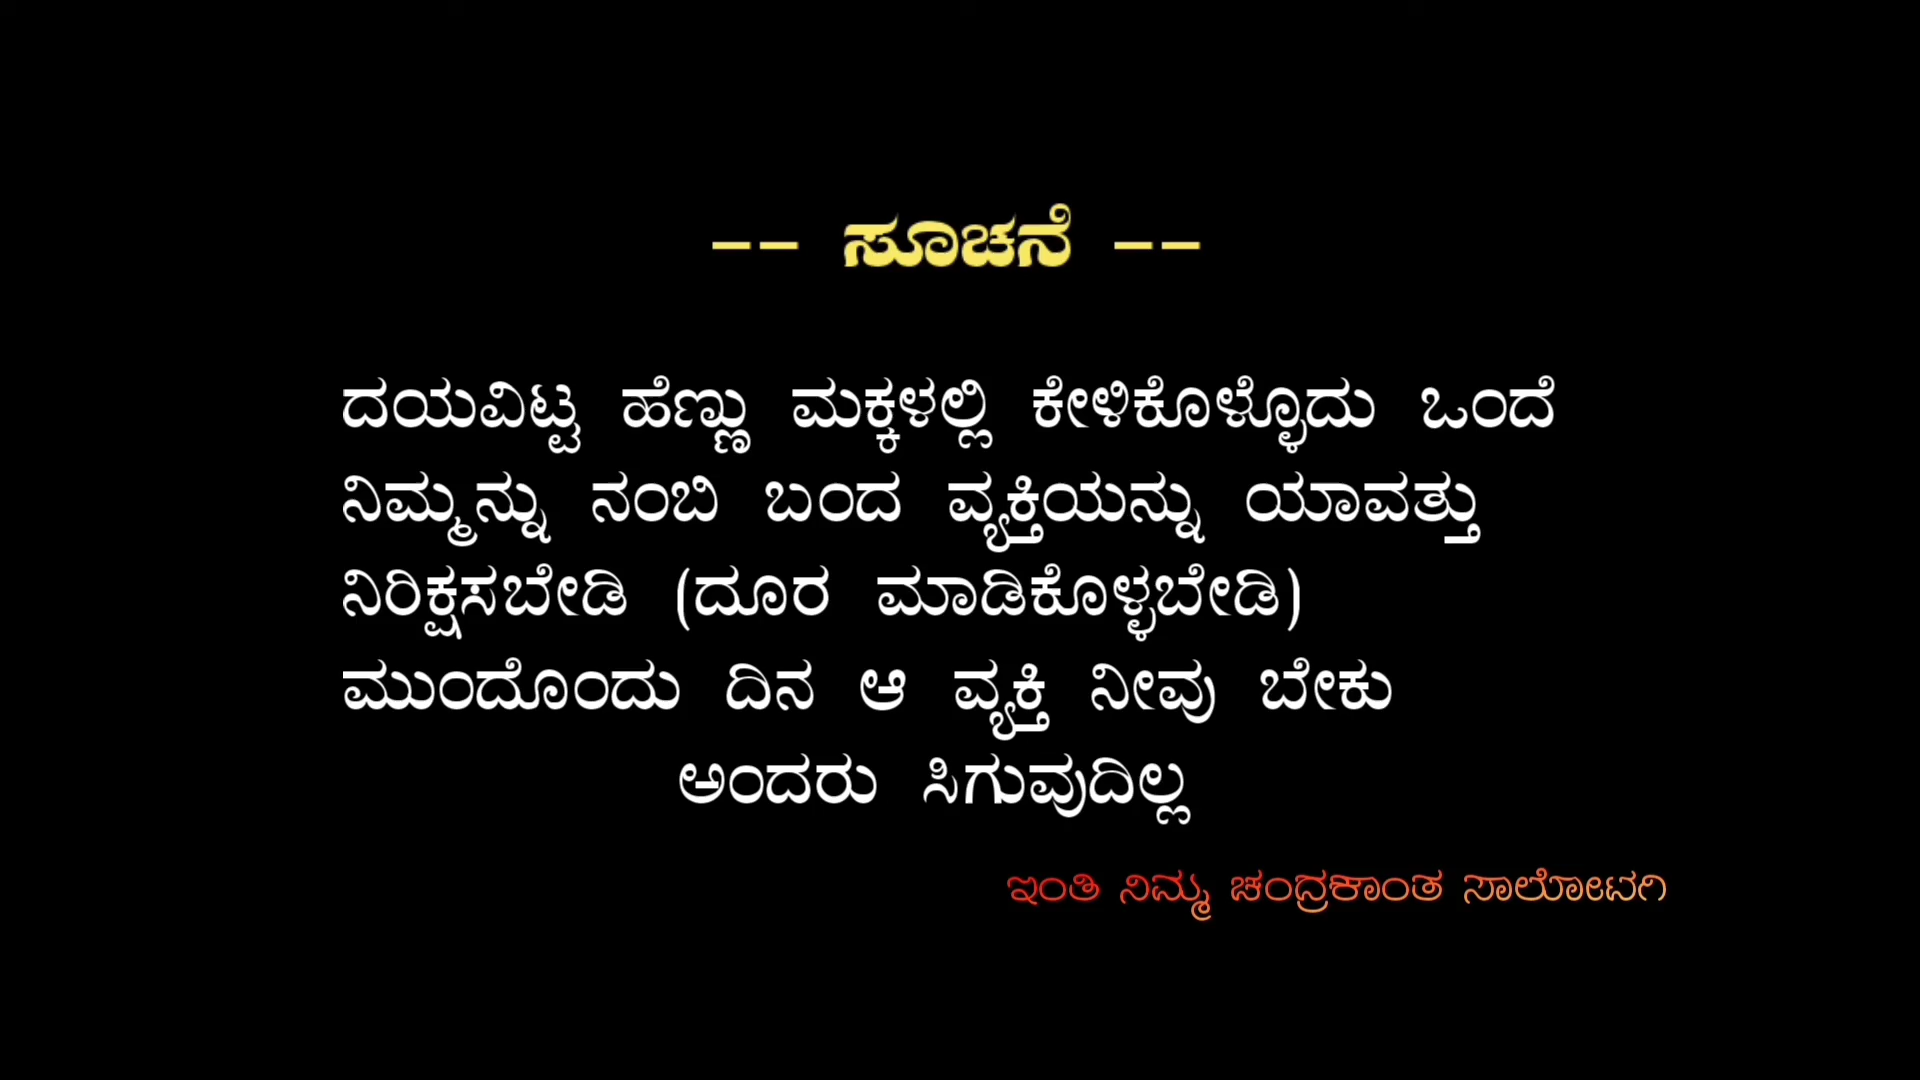 -- ಸೂಚನೆ --
ದಯವಿಟ್ಟ ಹೆಣ್ಣು ಮಕ್ಕಳಲ್ಲಿ ಕೇಳಿಕೊಳ್ಳೊದು ಒಂದೆ
ನಿಮ್ಮನ್ನು ನಂಬಿ ಬಂದ ವ್ಯಕ್ತಿಯನ್ನು ಯಾವತ್ತು
ನಿರಿಕ್ಷಸಬೇಡಿ (ದೂರ ಮಾಡಿಕೊಳ್ಳಬೇಡಿ)
ಮುಂದೊಂದು ದಿನ ಆ ವ್ಯಕ್ತಿ ನೀವು ಬೇಕು
ಅಂದರು ಸಿಗುವುದಿಲ್ಲ
ಇಂತಿ ನಿಮ್ಮ ಚಂದ್ರಕಾಂತ ಸಾಲೋಟಗಿ